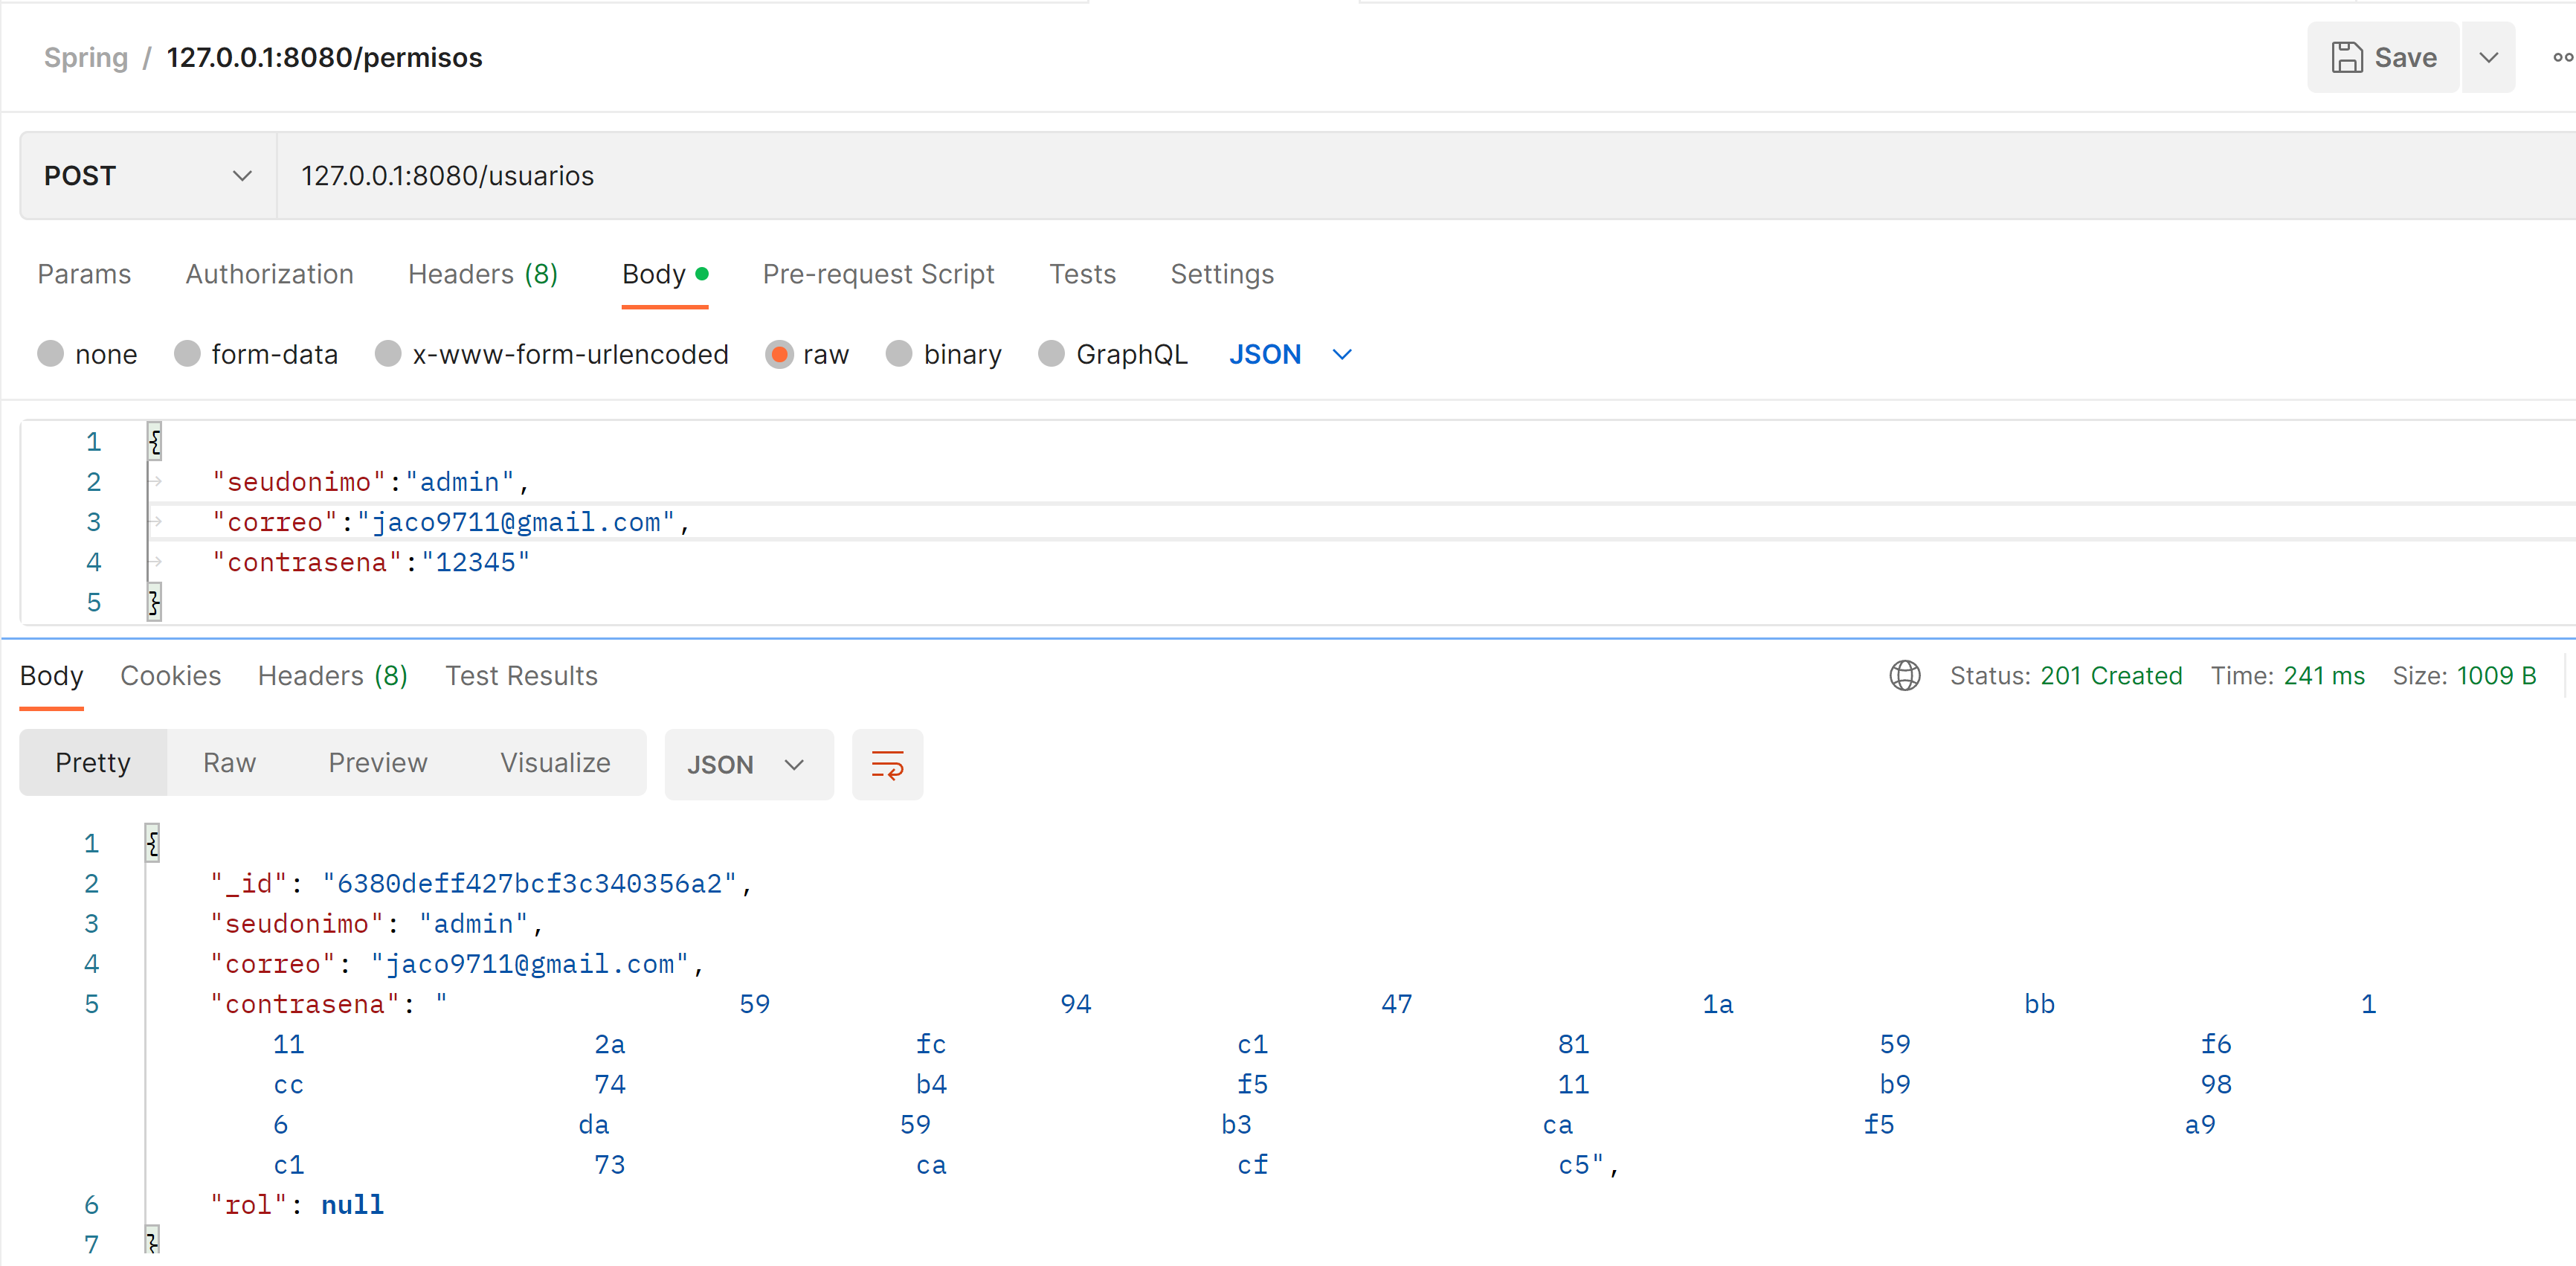 Spring / 127.0.0.1:8080/permisos
Save
POST
127.0.0.1:8080/usuarios
Params Authorization Headers (8) Body Pre-request Script Tests Settings
none form-data x-www-form-urlencoded raw binary GraphQL JSON
1 {
2 "seudonimo":"admin",
3 "correo":"jaco9711@gmail.com",
4 "contrasena":"12345"
5 }
Body Cookies Headers (8) Test Results Status: 201 Created Time: 241 ms Size: 1009 B
Pretty Raw Preview Visualize JSON
1 {
2 "_id": "6380deff427bcf3c340356a2",
3 "seudonimo": "admin",
4 "correo": "jaco9711@gmail.com",
5 "contrasena": " 59 94 47 1a bb 1
11 2a fc c1 81 59 f6
cc 74 b4 f5 11 b9 98
6 da 59 b3 ca f5 a9
c1 73 ca cf c5",
6 "rol": null
7 }